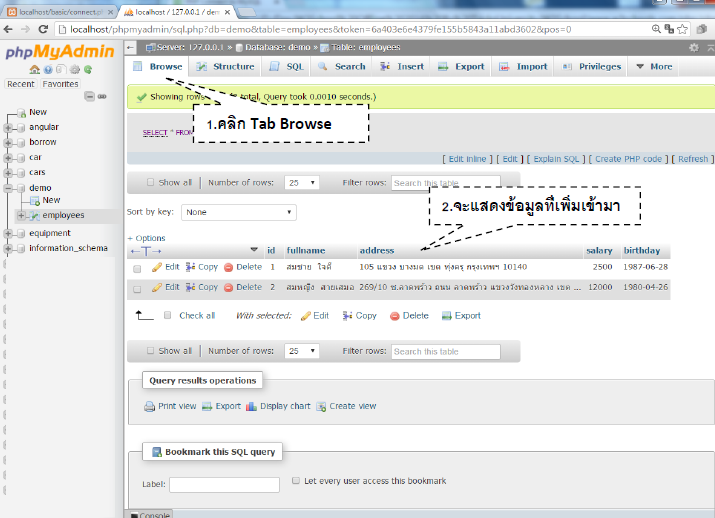 localhost/basic/connect.ph
localhost / 127.0.0.1 / dem
localhost/phpmyadmin/sql.php?db=demo&table=employees&token=6a403e6e4379fe155b5843a11abd3602&pos=0
phpMyAdmin
Recent Favorites
New
angular
borrow
car
cars
demo
New
employees
equipment
information_schema
Server: 127.0.0.1 » Database: demo » Table: employees
Browse Structure SQL Search Insert Export Import Privileges More
Showing rows total, Query took 0.0010 seconds.)
1.คลิก Tab Browse
SELECT * FROM
[ Edit inline ] [ Edit ] [ Explain SQL ] [ Create PHP code ] [ Refresh ]
Show all Number of rows: 25 Filter rows: Search this table
2.จะแสดงข้อมูลที่เพิ่มเข้ามา
Sort by key: None
+ Options
id fullname address salary birthday
Edit Copy Delete 1 สมชาย ใจดี 105 แขวง บางมด เขต ทุ่งครุ กรุงเทพฯ 10140 2500 1987-06-28
Edit Copy Delete 2 สมหญิง สายเสมอ 269/10 ซ.ลาดพร้าว ถนน ลาดพร้าว แขวงวังทองหลาง เขต ... 12000 1980-04-26
Check all With selected: Edit Copy Delete Export
Show all Number of rows: 25 Filter rows: Search this table
Query results operations
Print view Export Display chart Create view
Bookmark this SQL query
Label: Let every user access this bookmark
Console